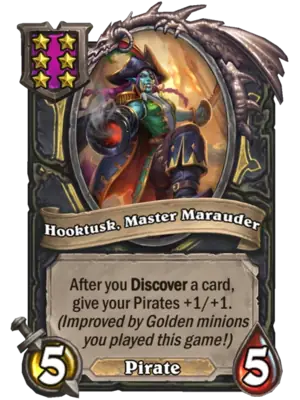 Hooktusk, Master Marauder
After you Discover a card,
give your Pirates +1/+1.
(Improved by Golden minions
you played this game!)
5
Pirate
5